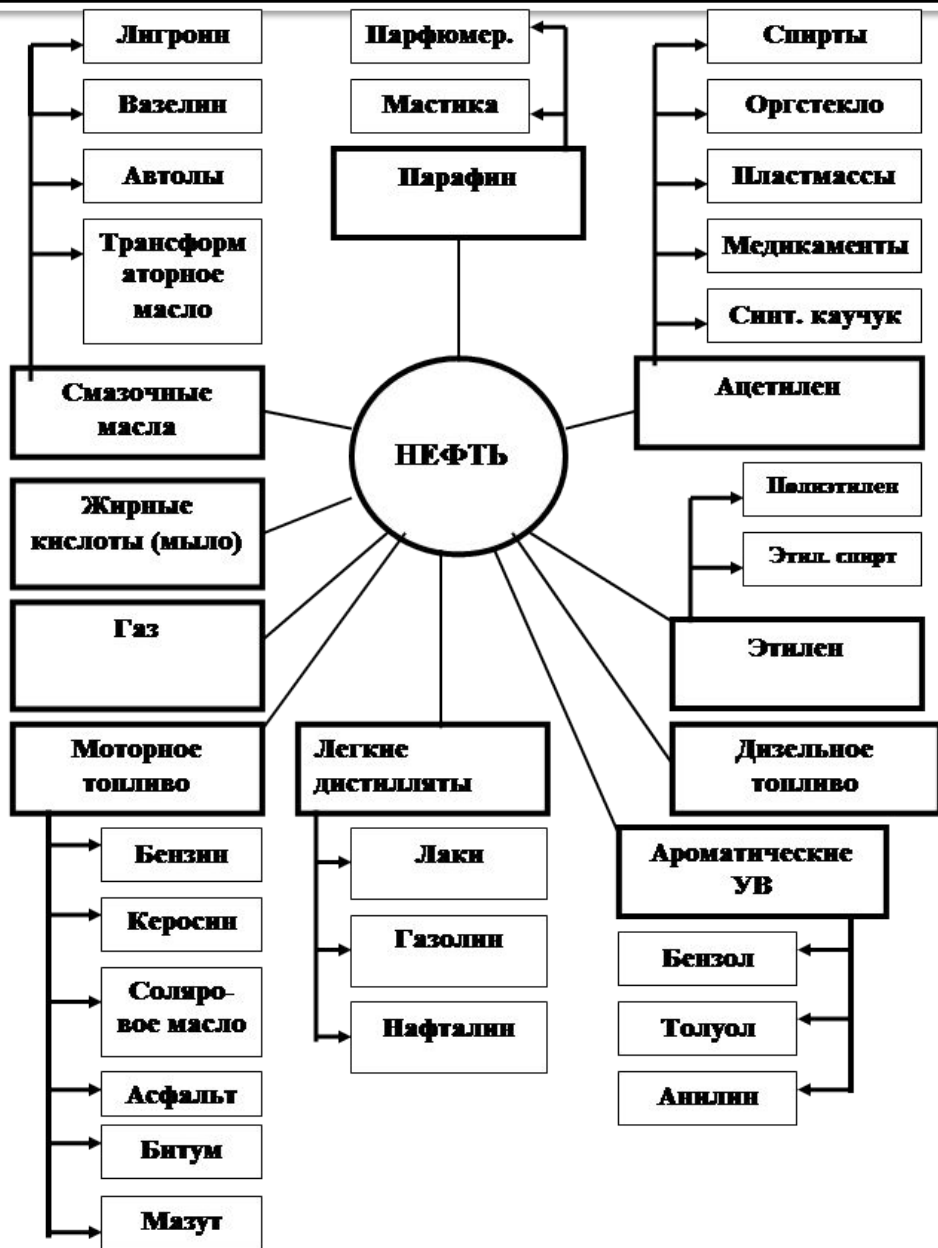 Лигроин
Вазелин
Автолы
Трансформ
аторное
масло
Смазочные
масла
Парфюмер.
Мастика
Парафин
Спирты
Оргстекло
Пластмассы
Медикаменты
Синт. каучук
Ацетилен
НЕФТЬ
Жирные
кислоты (мыло)
Газ
Полиэтилен
Этил. спирт
Этилен
Моторное
топливо
Бензин
Керосин
Соляро-
вое масло
Асфальт
Битум
Мазут
Легкие
дистилляты
Лаки
Газолин
Нафталин
Дизельное
топливо
Ароматические
УВ
Бензол
Толуол
Анилин